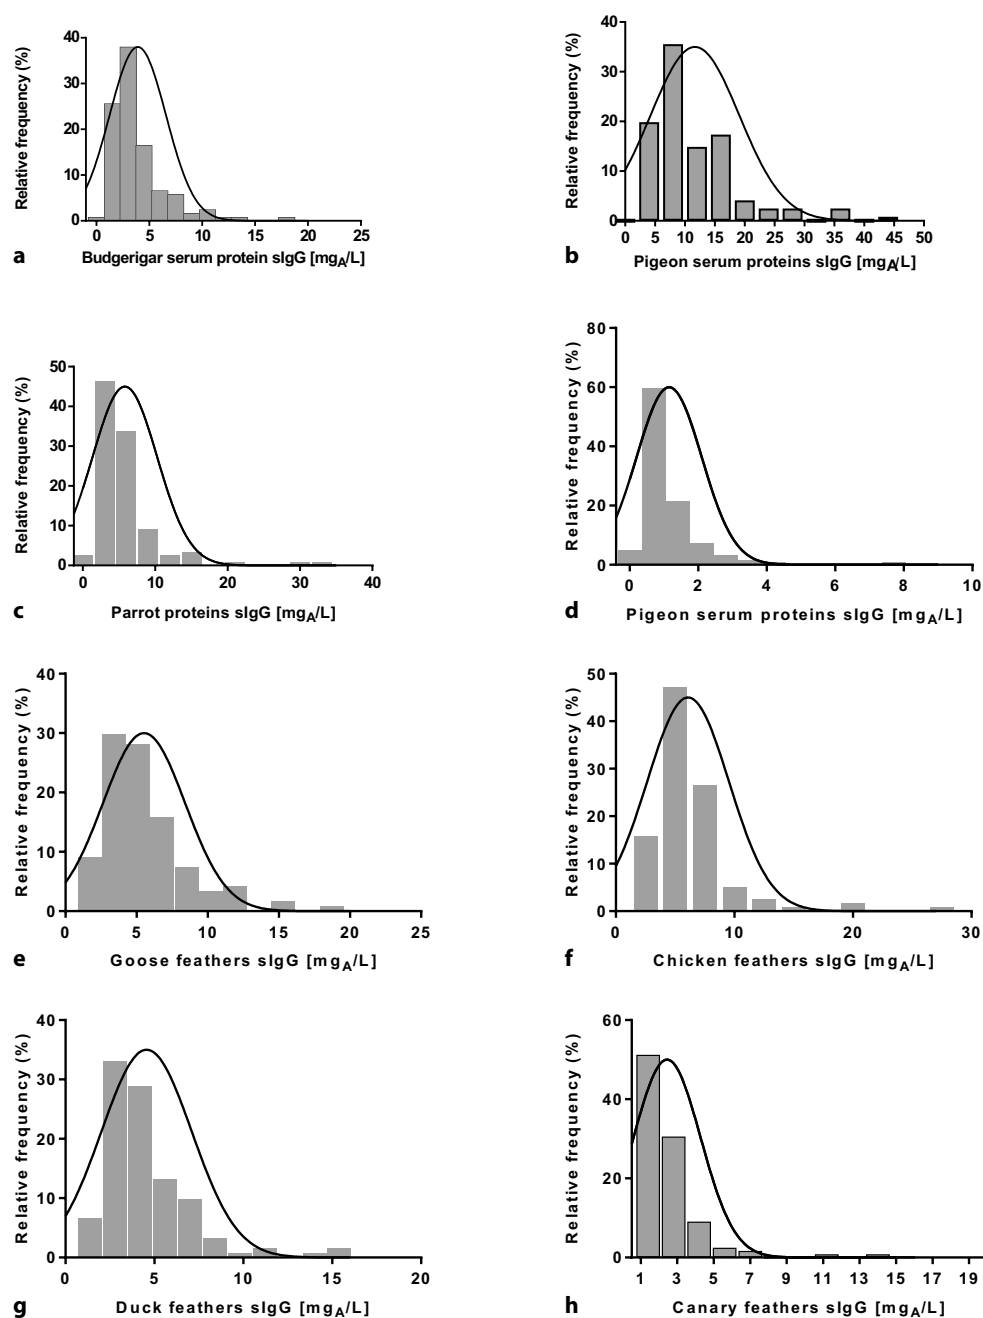 40
30
20
10
0
Relative frequency (%)
0 5 10 15 20 25
a
Budgerigar serum protein sIgG [mgA/L]
40
30
20
10
0
Relative frequency (%)
0 5 10 15 20 25 30 35 40 45 50
b
Pigeon serum proteins sIgG [mgA/L]
50
40
30
20
10
0
Relative frequency (%)
0 10 20 30 40
c
Parrot proteins sIgG [mgA/L]
80
60
40
20
0
Relative frequency (%)
0 2 4 6 8 10
d
Pigeon serum proteins sIgG [mgA/L]
40
30
20
10
0
Relative frequency (%)
0 5 10 15 20 25
e
Goose feathers sIgG [mgA/L]
50
40
30
20
10
0
Relative frequency (%)
0 10 20 30
f
Chicken feathers sIgG [mgA/L]
40
30
20
10
0
Relative frequency (%)
0 5 10 15 20
g
Duck feathers sIgG [mgA/L]
60
40
20
0
Relative frequency (%)
1 3 5 7 9 11 13 15 17 19
h
Canary feathers sIgG [mgA/L]